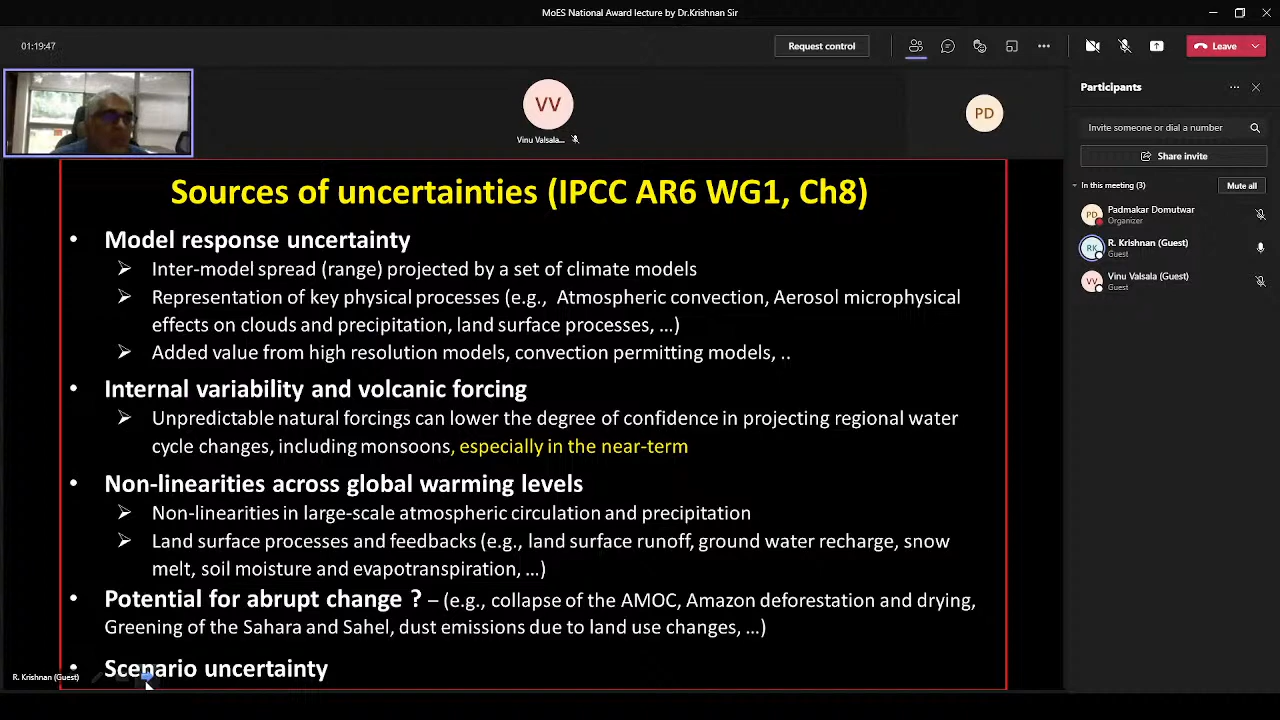 MoES National Award lecture by Dr.Krishnan Sir
01:19:47
Request control
Leave
VV
Vinu Valsala...
PD
Participants
Invite someone or dial a number
Share invite
In this meeting (3)
Mute all
PD
Padmakar Domutwar
Organizer
RK
R. Krishnan (Guest)
Guest
VV
Vinu Valsala (Guest)
Guest
Sources of uncertainties (IPCC AR6 WG1, Ch8)
• Model response uncertainty
➢ Inter-model spread (range) projected by a set of climate models
➢ Representation of key physical processes (e.g., Atmospheric convection, Aerosol microphysical
effects on clouds and precipitation, land surface processes, ...)
➢ Added value from high resolution models, convection permitting models, ..
• Internal variability and volcanic forcing
➢ Unpredictable natural forcings can lower the degree of confidence in projecting regional water
cycle changes, including monsoons, especially in the near-term
• Non-linearities across global warming levels
➢ Non-linearities in large-scale atmospheric circulation and precipitation
➢ Land surface processes and feedbacks (e.g., land surface runoff, ground water recharge, snow
melt, soil moisture and evapotranspiration, ...)
• Potential for abrupt change ? – (e.g., collapse of the AMOC, Amazon deforestation and drying,
Greening of the Sahara and Sahel, dust emissions due to land use changes, ...)
• Scenario uncertainty
R. Krishnan (Guest)